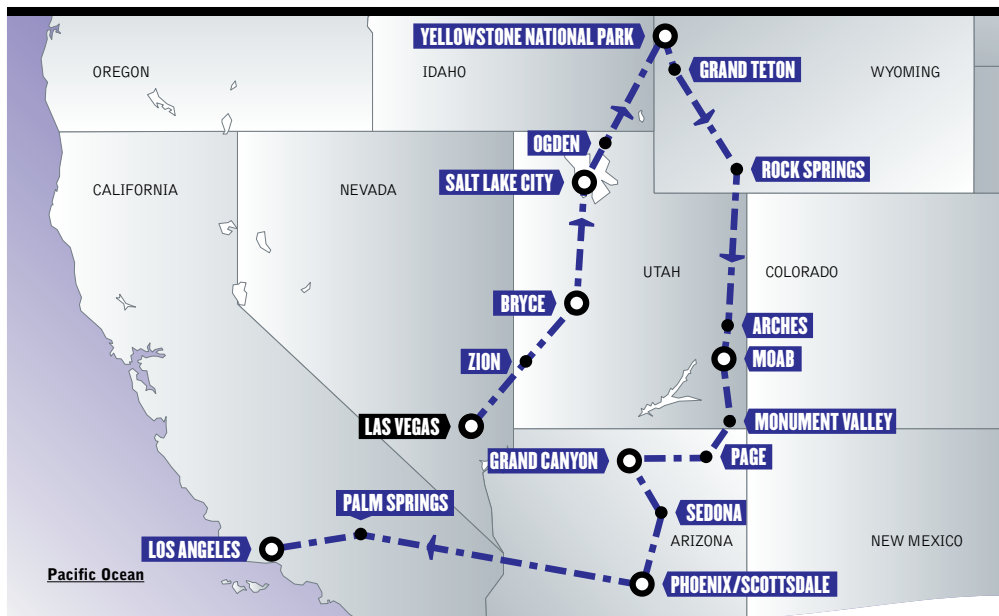 YELLOWSTONE NATIONAL PARK
OREGON
IDAHO
GRAND TETON
WYOMING
OGDEN
ROCK SPRINGS
SALT LAKE CITY
CALIFORNIA
NEVADA
UTAH
COLORADO
BRYCE
ARCHES
ZION
MOAB
LAS VEGAS
MONUMENT VALLEY
GRAND CANYON
PAGE
PALM SPRINGS
SEDONA
LOS ANGELES
ARIZONA
NEW MEXICO
Pacific Ocean
PHOENIX/SCOTTSDALE